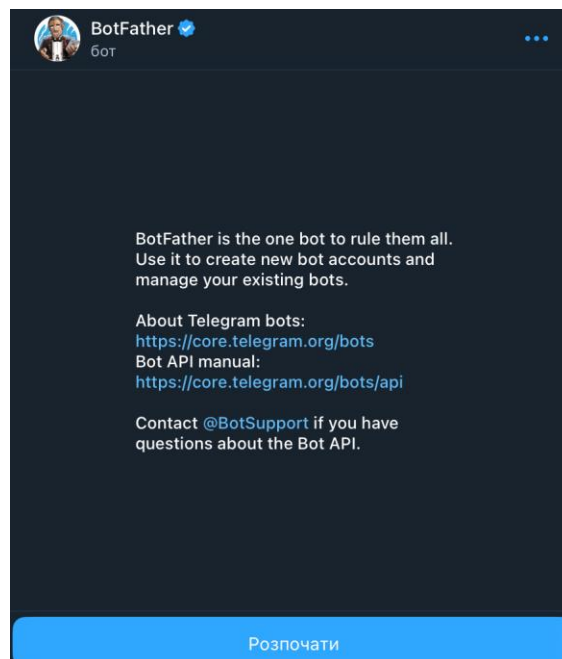 BotFather
бот
BotFather is the one bot to rule them all.
Use it to create new bot accounts and
manage your existing bots.
About Telegram bots:
https://core.telegram.org/bots
Bot API manual:
https://core.telegram.org/bots/api
Contact @BotSupport if you have
questions about the Bot API.
Розпочати